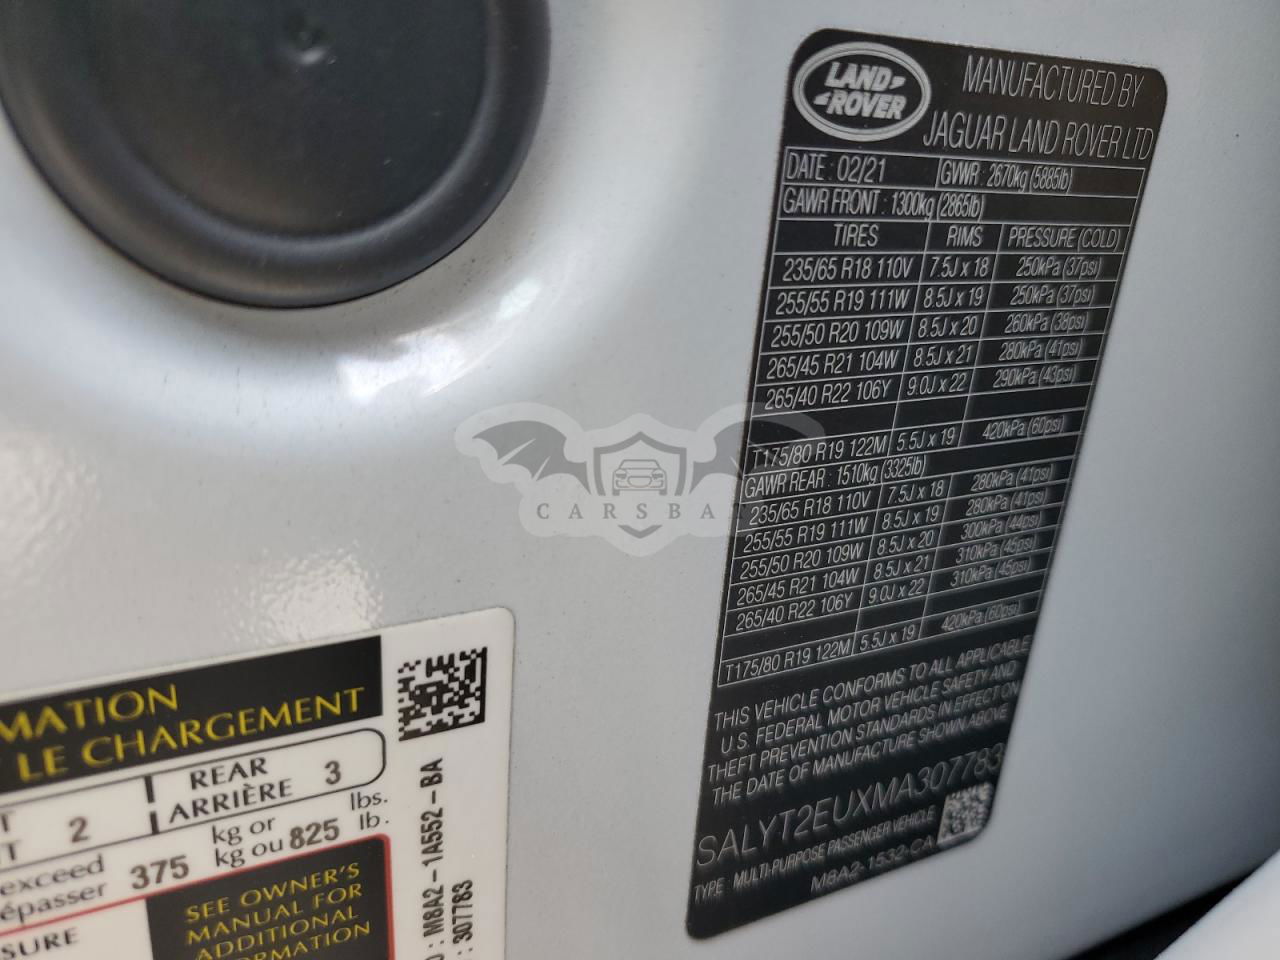 LAND
ROVER
MANUFACTURED BY
JAGUAR LAND ROVER LTD
DATE : 02/21 GVWR : 2670kg (5885lb)
GAWR FRONT : 1300kg (2865lb)
TIRES RIMS PRESSURE (COLD)
235/65 R18 110V 7.5J x 18 250kPa (37psi)
255/55 R19 111W 8.5J x 19 250kPa (37psi)
255/50 R20 109W 8.5J x 20 260kPa (38psi)
265/45 R21 104W 8.5J x 21 280kPa (41psi)
265/40 R22 106Y 9.0J x 22 290kPa (43psi)
T175/80 R19 122M 5.5J x 19 420kPa (60psi)
GAWR REAR : 1510kg (3325lb)
235/65 R18 110V 7.5J x 18 280kPa (41psi)
255/55 R19 111W 8.5J x 19 280kPa (41psi)
255/50 R20 109W 8.5J x 20 300kPa (44psi)
265/45 R21 104W 8.5J x 21 310kPa (45psi)
265/40 R22 106Y 9.0J x 22 310kPa (45psi)
T175/80 R19 122M 5.5J x 19 420kPa (60psi)
THIS VEHICLE CONFORMS TO ALL APPLICABLE
U.S. FEDERAL MOTOR VEHICLE SAFETY AND
THEFT PREVENTION STANDARDS IN EFFECT ON
THE DATE OF MANUFACTURE SHOWN ABOVE
SALYT2EUXMA307783
TYPE : MULTI-PURPOSE PASSENGER VEHICLE
M8A2-1532-CA
CARSBAT
MATION
LE CHARGEMENT
T 2 REAR 3
T ARRIÈRE
exceed 375 kg or 825 lbs.
épasser kg ou lb.
SURE
SEE OWNER'S
MANUAL FOR
ADDITIONAL
RMATION
: M8A2-1A552-BA
: 307783